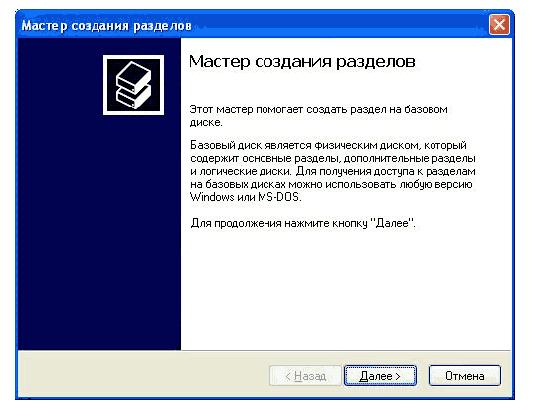 Мастер создания разделов
Мастер создания разделов
Этот мастер помогает создать раздел на базовом
диске.
Базовый диск является физическим диском, который
содержит основные разделы, дополнительные разделы
и логические диски. Для получения доступа к разделам
на базовых дисках можно использовать любую версию
Windows или MS-DOS.
Для продолжения нажмите кнопку "Далее".
< Назад Далее > Отмена